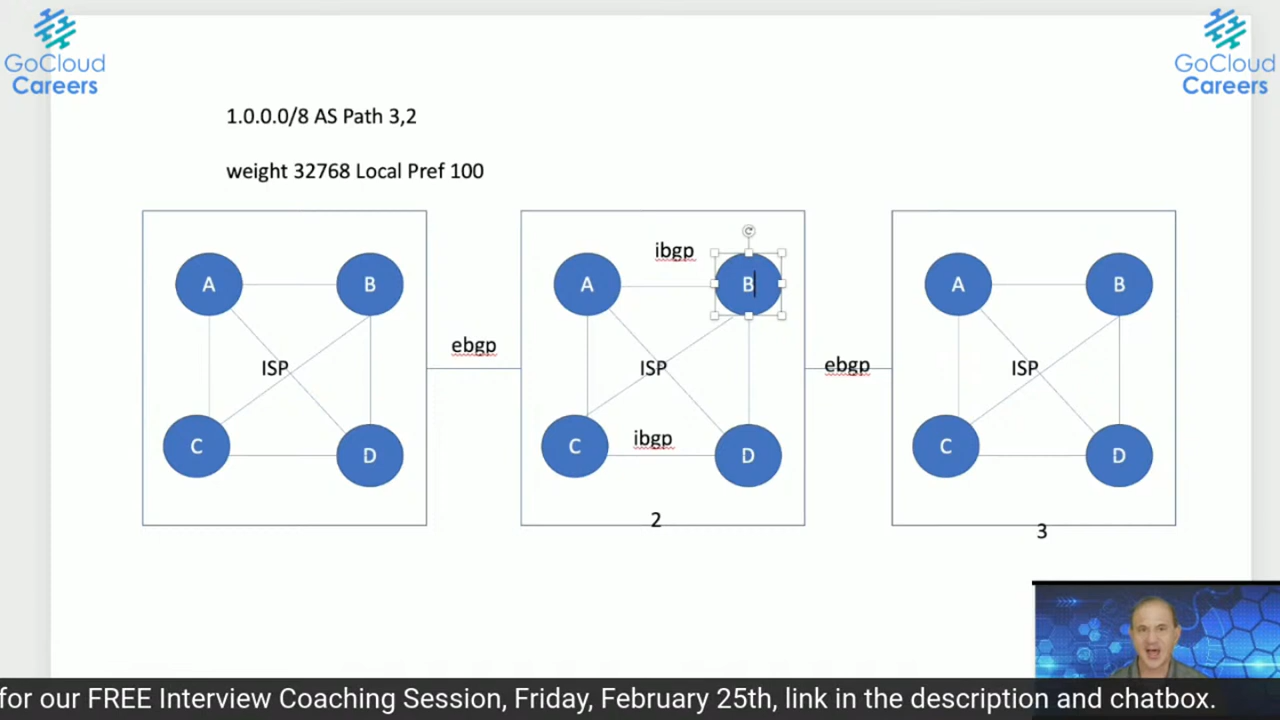 GoCloud
Careers
GoCloud
Careers
1.0.0.0/8 AS Path 3,2
weight 32768 Local Pref 100
A
B
ISP
C
D
ebgp
ibgp
A
B
ISP
ibgp
C
D
2
ebgp
A
B
ISP
C
D
3
for our FREE Interview Coaching Session, Friday, February 25th, link in the description and chatbox.